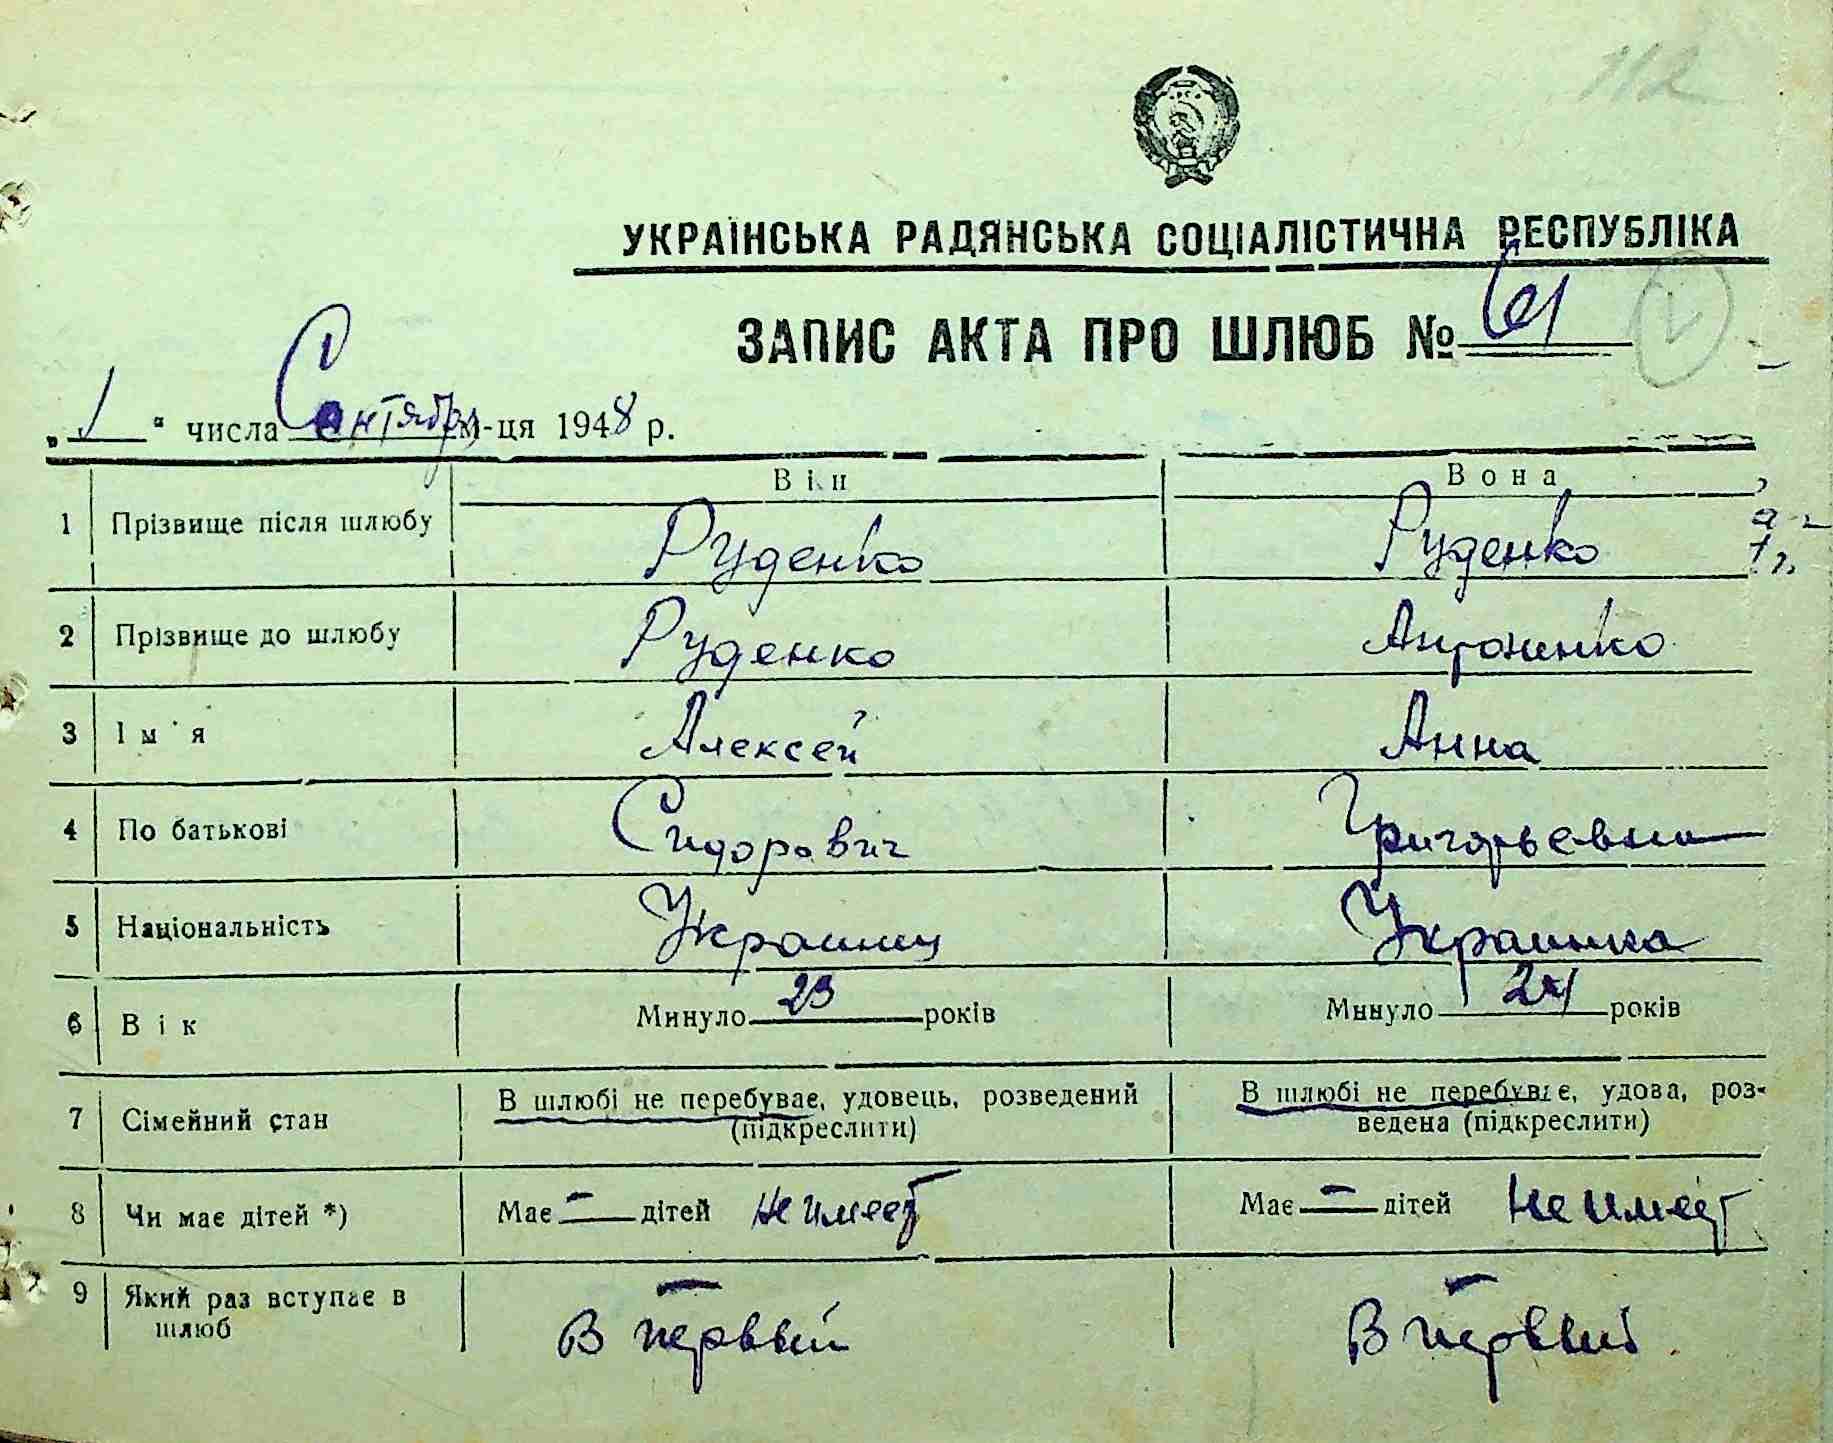 112
УКРАЇНСЬКА РАДЯНСЬКА СОЦІАЛІСТИЧНА РЕСПУБЛІКА
ЗАПИС АКТА ПРО ШЛЮБ № 61
„ 1 “ числа Сентября м-ця 1948 р.
Він Вона
1 Прізвище після шлюбу Руденко Руденко
2 Прізвище до шлюбу Руденко
3 Ім'я Алексей Анна
4 По батькові Сидорович Григорьевна
5 Національність Украинец Украинка
6 Вік Минуло 23 років Минуло 24 років
7 Сімейний стан В шлюбі не перебуває, удовець, розведений (підкреслити) В шлюбі не перебуває, удова, роз-
ведена (підкреслити)
8 Чи має дітей *) Має – дітей Не имеет Має – дітей Не имеет
9 Який раз вступає в
шлюб В первый В первый